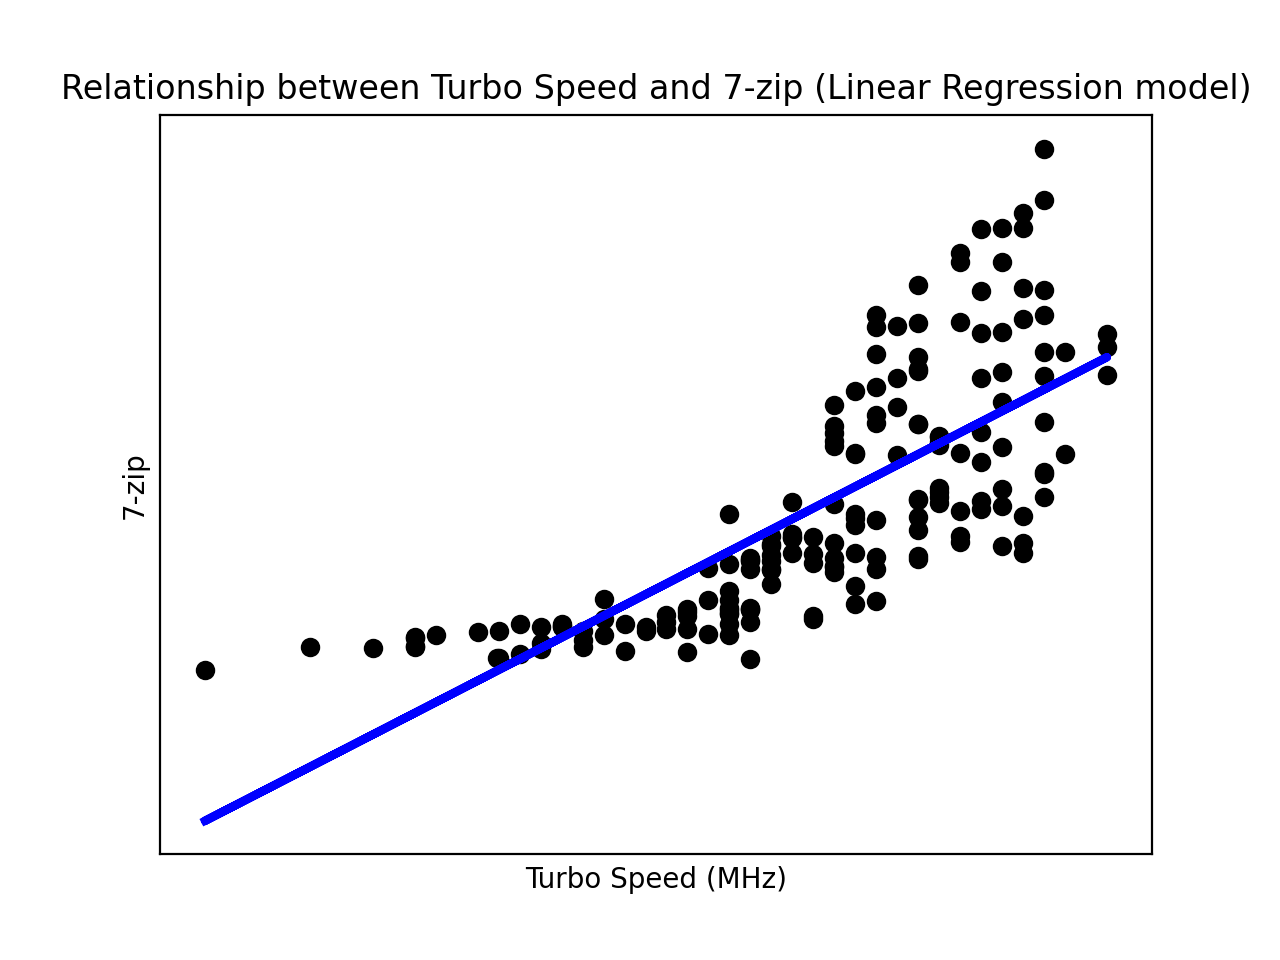 Relationship between Turbo Speed and 7-zip (Linear Regression model)
7-zip
Turbo Speed (MHz)